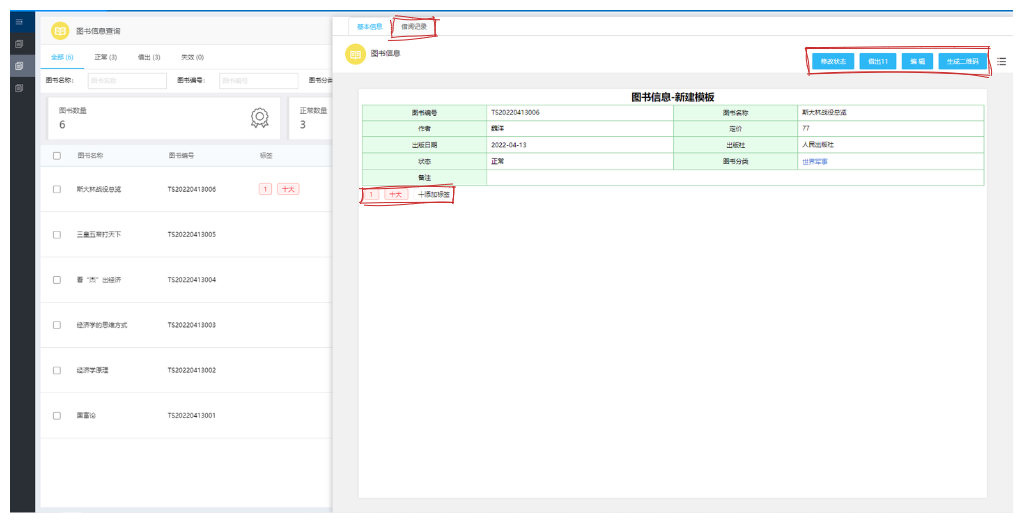 图书信息查询
全部 (6) 正常 (3) 借出 (3) 失效 (0)
图书名称: 图书名称 图书编号: 图书编号 图书分类
图书数量
6
正常数量
3
图书名称 图书编号 标签
斯大林战役总览 TS20220413006 1 十大
三皇五帝打天下 TS20220413005
看“杰”出经济 TS20220413004
经济学的思维方式 TS20220413003
经济学原理 TS20220413002
国富论 TS20220413001
基本信息 借阅记录
图书信息
修改状态 借出11 编辑 生成二维码
图书信息-新建模板
图书编号 TS20220413006 图书名称 斯大林战役总览
作者 魏洋 定价 77
出版日期 2022-04-13 出版社 人民出版社
状态 正常 图书分类 世界军事
备注
1 十大 十添加标签